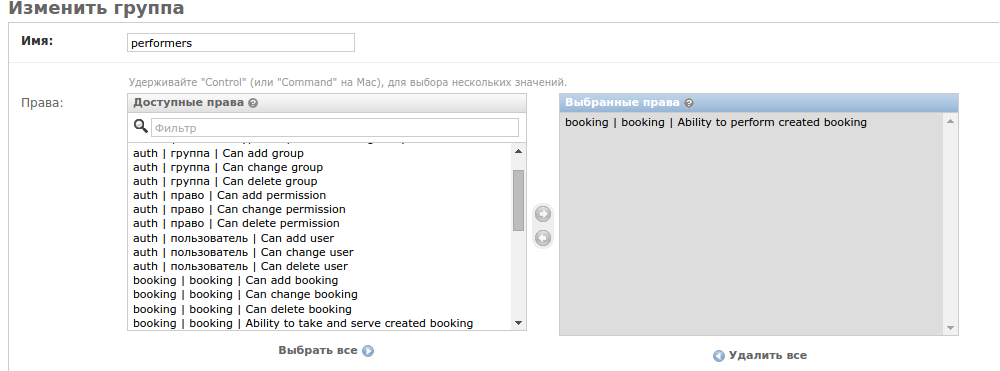 Изменить группа
Имя:
performers
Удерживайте "Control" (или "Command" на Mac), для выбора нескольких значений.
Права:
Доступные права
Фильтр
auth | группа | Can add group
auth | группа | Can change group
auth | группа | Can delete group
auth | право | Can add permission
auth | право | Can change permission
auth | право | Can delete permission
auth | пользователь | Can add user
auth | пользователь | Can change user
auth | пользователь | Can delete user
booking | booking | Can add booking
booking | booking | Can change booking
booking | booking | Can delete booking
booking | booking | Ability to take and serve created booking
Выбрать все
Выбранные права
booking | booking | Ability to perform created booking
Удалить все